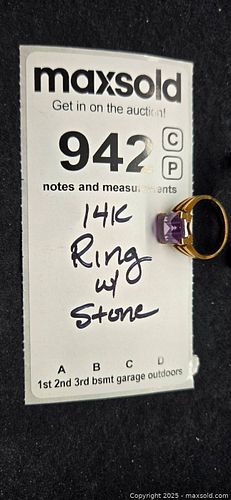 maxsold
Get in on the auction!
942 C
P
notes and measurements
14K
Ring
w/
Stone
A B C D
1st 2nd 3rd bsmt garage outdoors
Copyright 2025 - maxsold.com